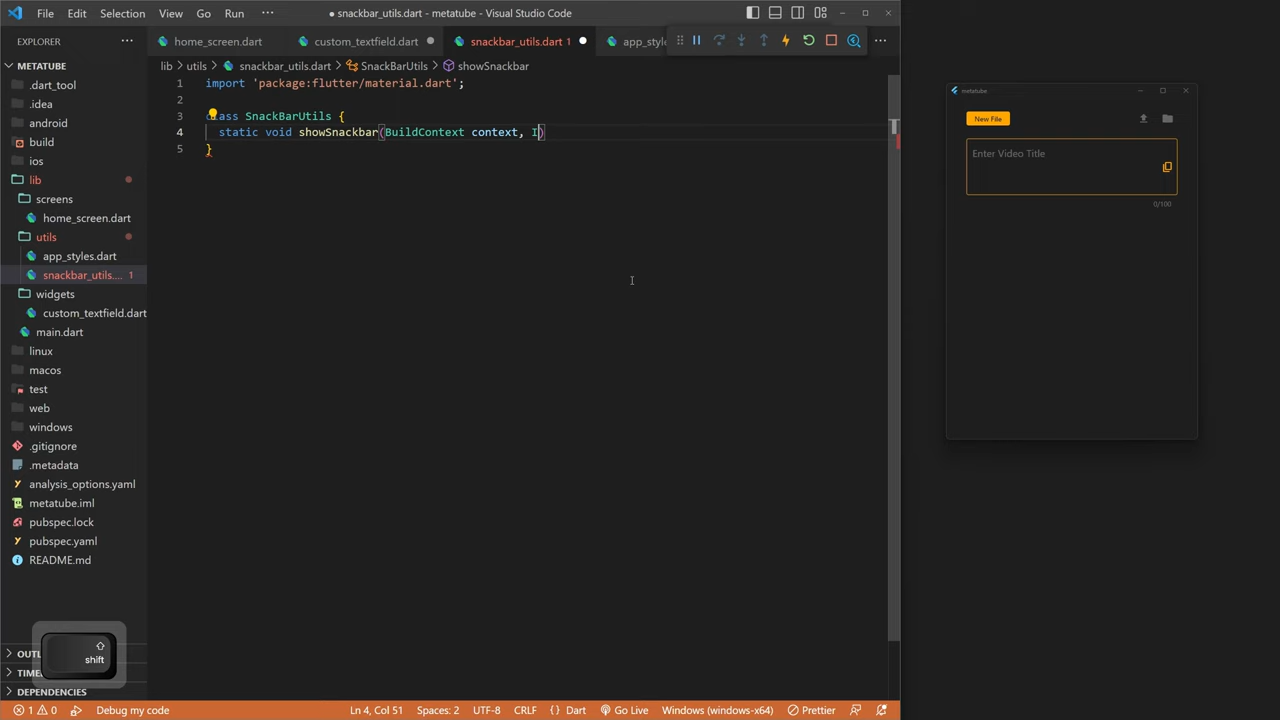 File Edit Selection View Go Run ··· ● snackbar_utils.dart - metatube - Visual Studio Code
EXPLORER ···
home_screen.dart custom_textfield.dart snackbar_utils.dart 1 app_style
METATUBE
lib > utils > snackbar_utils.dart > SnackBarUtils > showSnackbar
.dart_tool
.idea
android
build
ios
lib
screens
home_screen.dart
utils
app_styles.dart
snackbar_utils.... 1
widgets
custom_textfield.dart
main.dart
linux
macos
test
web
windows
.gitignore
.metadata
analysis_options.yaml
metatube.iml
pubspec.lock
pubspec.yaml
README.md
1 import 'package:flutter/material.dart';
2
3 class SnackBarUtils {
4 static void showSnackbar(BuildContext context, I)
5 }
metatube
New File
Enter Video Title
0/100
shift
OUTL
TIME
DEPENDENCIES
1 0 Debug my code Ln 4, Col 51 Spaces: 2 UTF-8 CRLF {} Dart Go Live Windows (windows-x64) Prettier